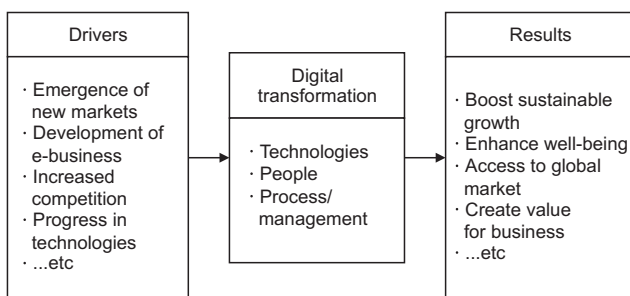 Drivers
· Emergence of
new markets
· Development of
e-business
· Increased
competition
· Progress in
technologies
· ...etc
Digital
transformation
· Technologies
· People
· Process/
management
Results
· Boost sustainable
growth
· Enhance well-being
· Access to global
market
· Create value
for business
· ...etc